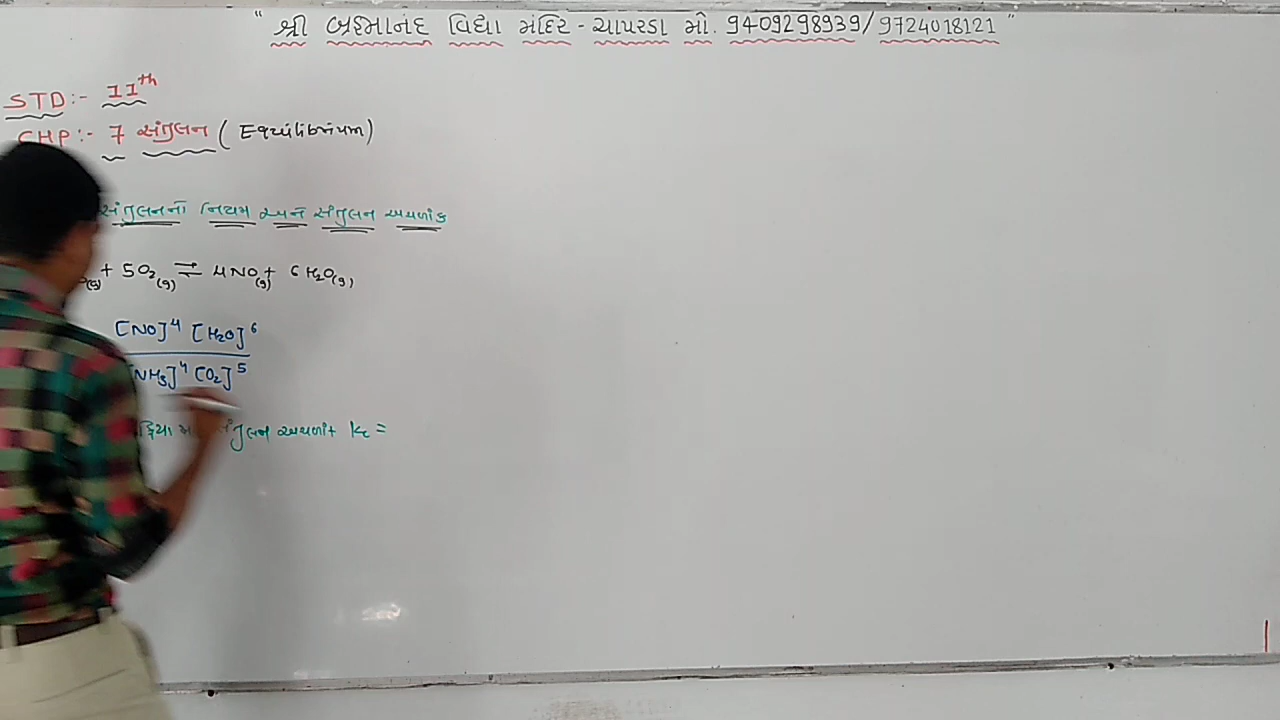 " શ્રી બ્રહ્માનંદ વિદ્યા મંદિર - ચાપરડા મો. 9409298939/9724018121 "
STD:- 11th
CHP:- 7 સંતુલન (Equilibrium)
સંતુલનનો નિયમ અને સંતુલન અચળાંક
(g) + 5O2(g) ⇌ 4NO(g) + 6H2O(g)
[NO]^4 [H2O]^6
[NH3]^4 [O2]^5
સંતુલન અચળાંક Kc =